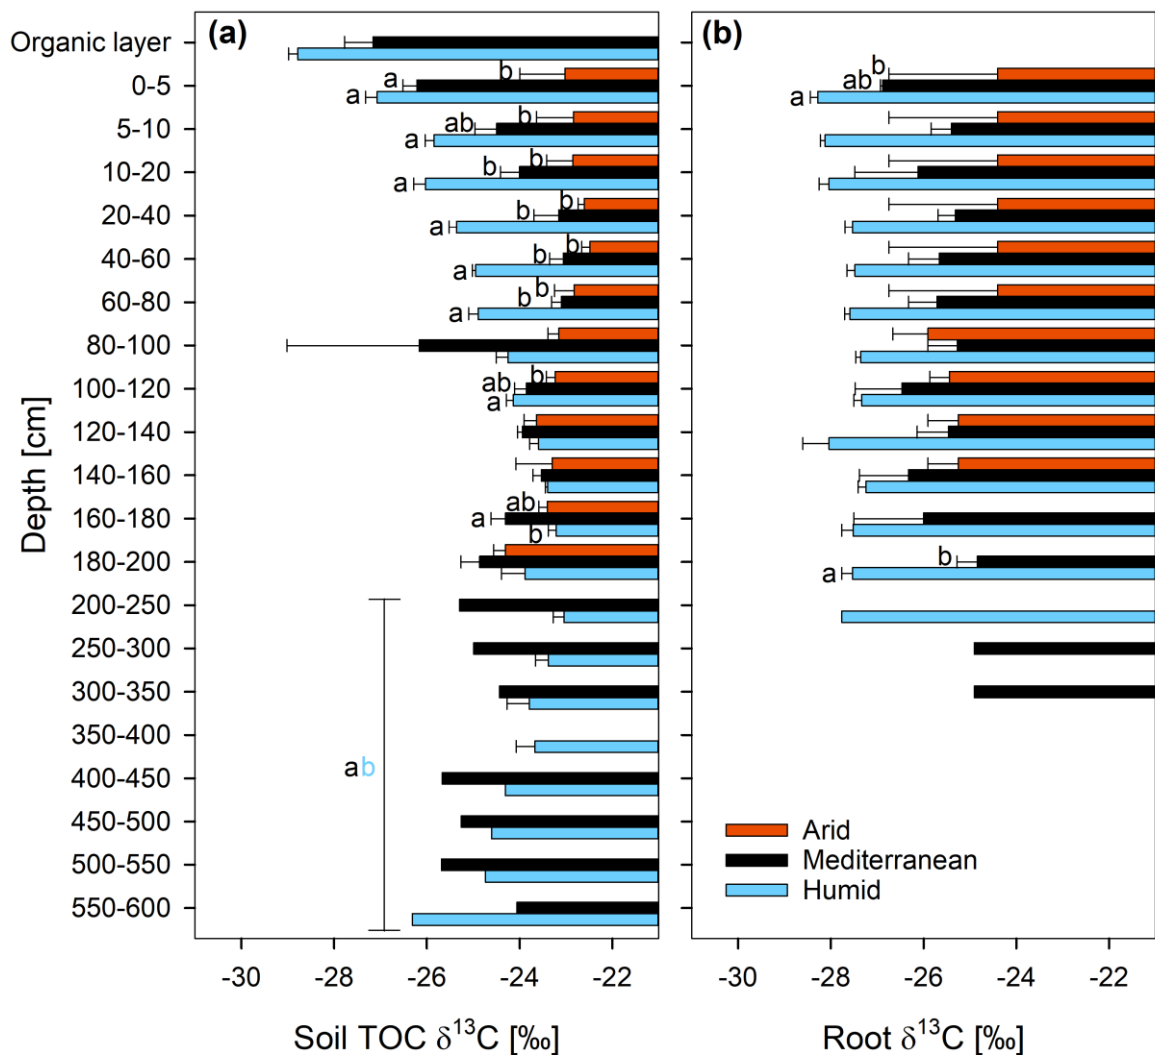 (a)
(b)
Depth [cm]
Organic layer
0-5
b
a
a
b
ab
a
5-10
b
ab
a
10-20
b
b
a
20-40
b
b
a
40-60
b
b
a
60-80
b
b
a
80-100
100-120
b
ab
a
120-140
140-160
160-180
ab
a
b
180-200
b
a
200-250
250-300
300-350
350-400
ab
400-450
450-500
500-550
550-600
Arid
Mediterranean
Humid
-30 -28 -26 -24 -22
-30 -28 -26 -24 -22
Soil TOC δ¹³C [‰]
Root δ¹³C [‰]